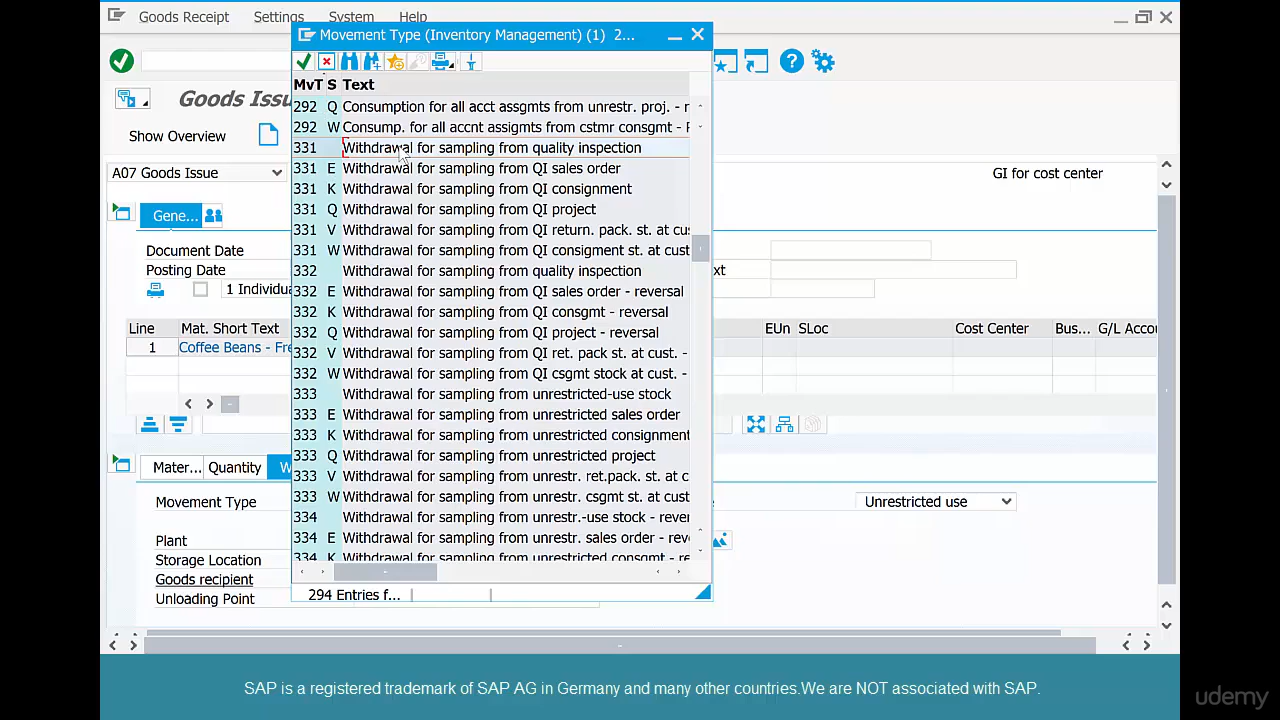 Goods Receipt Settings System Help
Movement Type (Inventory Management) (1) 2...
Goods Issu
Show Overview
A07 Goods Issue
GI for cost center
Gene...
Document Date
Posting Date
xt
1 Individua
Line Mat. Short Text EUn SLoc Cost Center Bus... G/L Accou
1 Coffee Beans - Fre
Mater... Quantity W
Movement Type
Unrestricted use
Plant
Storage Location
Goods recipient
Unloading Point
MvT S Text
292 Q Consumption for all acct assgmts from unrestr. proj. - r
292 W Consump. for all accnt assigmts from cstmr consgmt -
331 Withdrawal for sampling from quality inspection
331 E Withdrawal for sampling from QI sales order
331 K Withdrawal for sampling from QI consignment
331 Q Withdrawal for sampling from QI project
331 V Withdrawal for sampling from QI return. pack. st. at cu
331 W Withdrawal for sampling from QI consigment st. at cust
332 Withdrawal for sampling from quality inspection
332 E Withdrawal for sampling from QI sales order - reversal
332 K Withdrawal for sampling from QI consgmt - reversal
332 Q Withdrawal for sampling from QI project - reversal
332 V Withdrawal for sampling from QI ret. pack st. at cust. -
332 W Withdrawal for sampling from QI csgmt stock at cust. -
333 Withdrawal for sampling from unrestricted-use stock
333 E Withdrawal for sampling from unrestricted sales order
333 K Withdrawal for sampling from unrestricted consignment
333 Q Withdrawal for sampling from unrestricted project
333 V Withdrawal for sampling from unrestr. ret.pack. st. at c
333 W Withdrawal for sampling from unrestr. csgmt st. at cust
334 Withdrawal for sampling from unrestr.-use stock - rever
334 E Withdrawal for sampling from unrestr. sales order - reve
334 K Withdrawal for sampling from unrestricted consgmt - re
294 Entries f...
SAP is a registered trademark of SAP AG in Germany and many other countries.We are NOT associated with SAP.
udemy